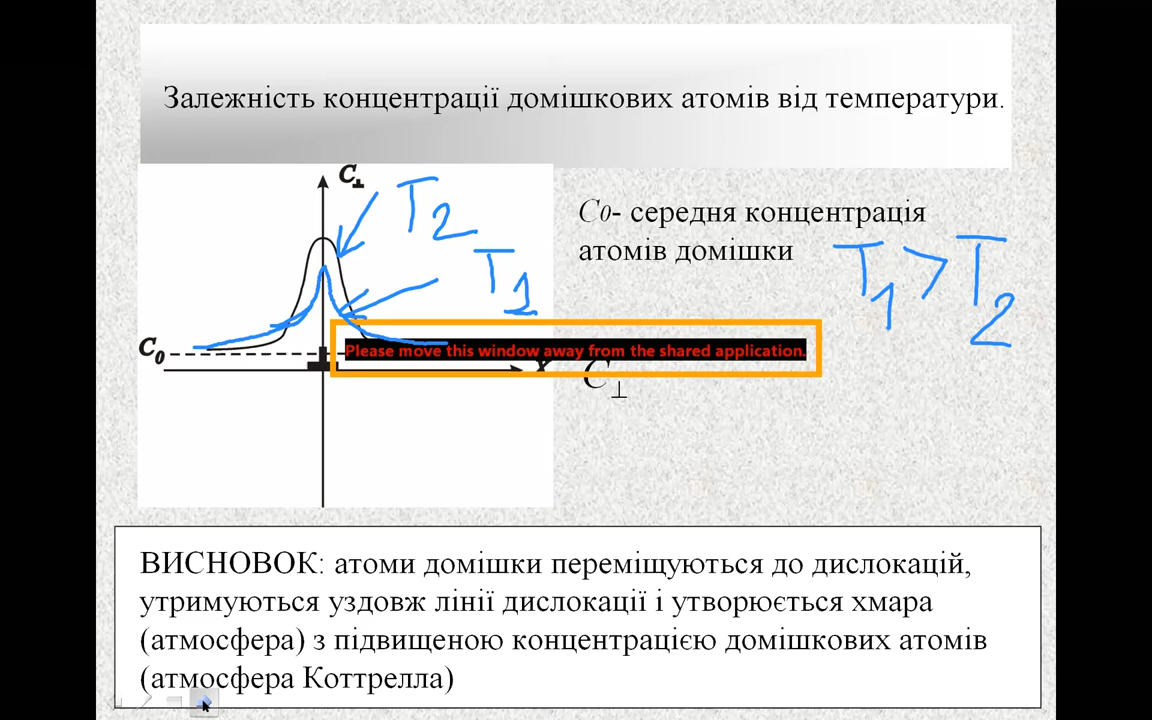 Залежність концентрації домішкових атомів від температури.
C⊥
T2
T1
C0- середня концентрація
атомів домішки
T1 > T2
C0
Please move this window away from the shared application.
C⊥
ВИСНОВОК: атоми домішки переміщуються до дислокацій,
утримуються уздовж лінії дислокації і утворюється хмара
(атмосфера) з підвищеною концентрацією домішкових атомів
(атмосфера Коттрелла)